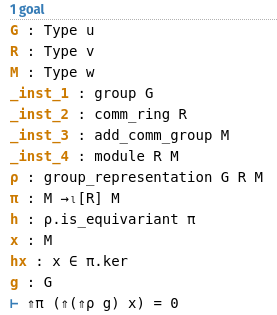 1 goal
G : Type u
R : Type v
M : Type w
_inst_1 : group G
_inst_2 : comm_ring R
_inst_3 : add_comm_group M
_inst_4 : module R M
ρ : group_representation G R M
π : M →ₗ[R] M
h : ρ.is_equivariant π
x : M
hx : x ∈ π.ker
g : G
⊢ ⇑π (⇑(⇑ρ g) x) = 0